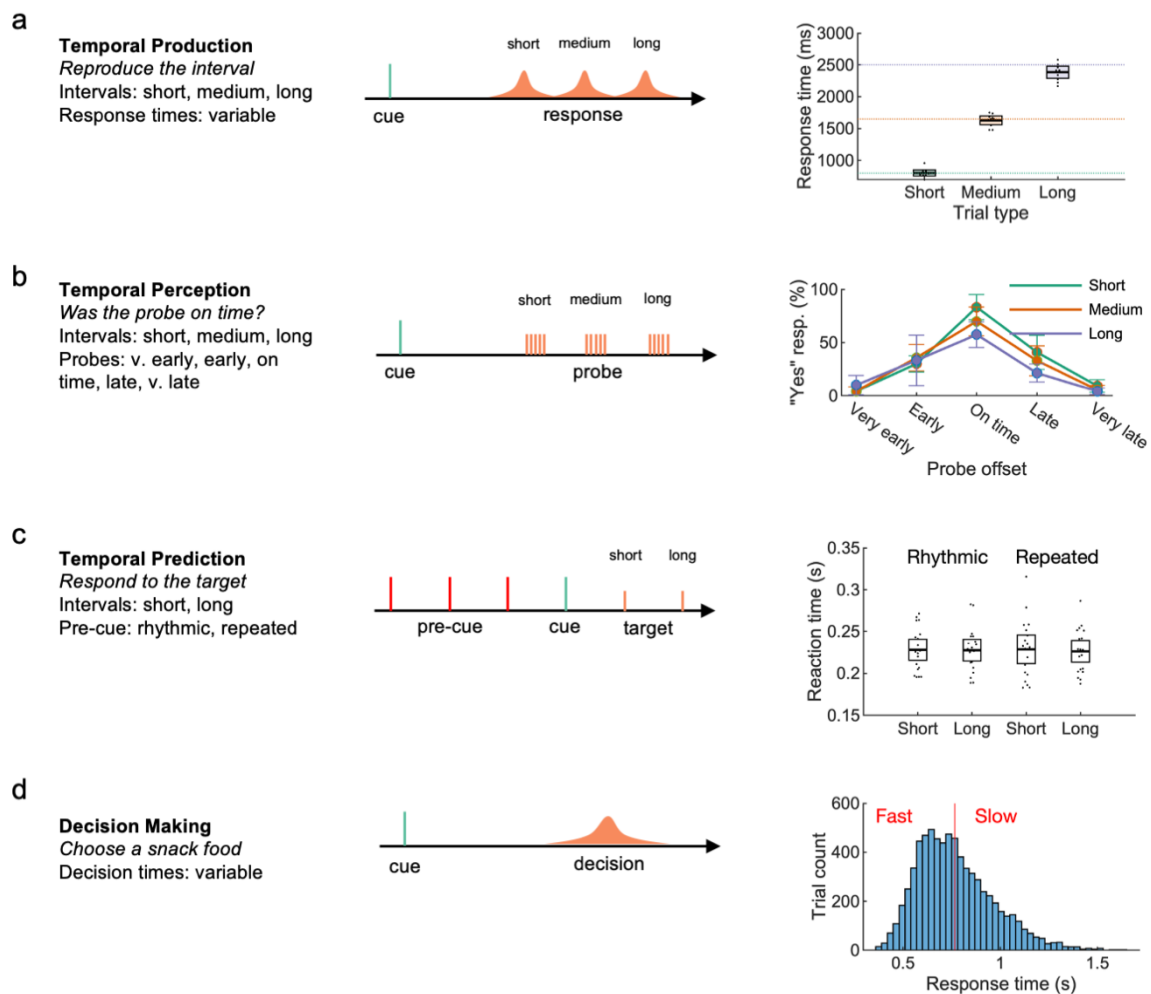 a
Temporal Production
Reproduce the interval
Intervals: short, medium, long
Response times: variable
short medium long
cue
response
Response time (ms)
3000
2500
2000
1500
1000
Short Medium Long
Trial type
b
Temporal Perception
Was the probe on time?
Intervals: short, medium, long
Probes: v. early, early, on
time, late, v. late
short medium long
cue
probe
"Yes" resp. (%)
100
50
0
Short
Medium
Long
Very early Early On time Late Very late
Probe offset
c
Temporal Prediction
Respond to the target
Intervals: short, long
Pre-cue: rhythmic, repeated
short long
pre-cue cue target
Reaction time (s)
0.35
0.3
0.25
0.2
0.15
Rhythmic Repeated
Short Long Short Long
d
Decision Making
Choose a snack food
Decision times: variable
cue
decision
Trial count
600
400
200
0
Fast Slow
0.5 1 1.5
Response time (s)